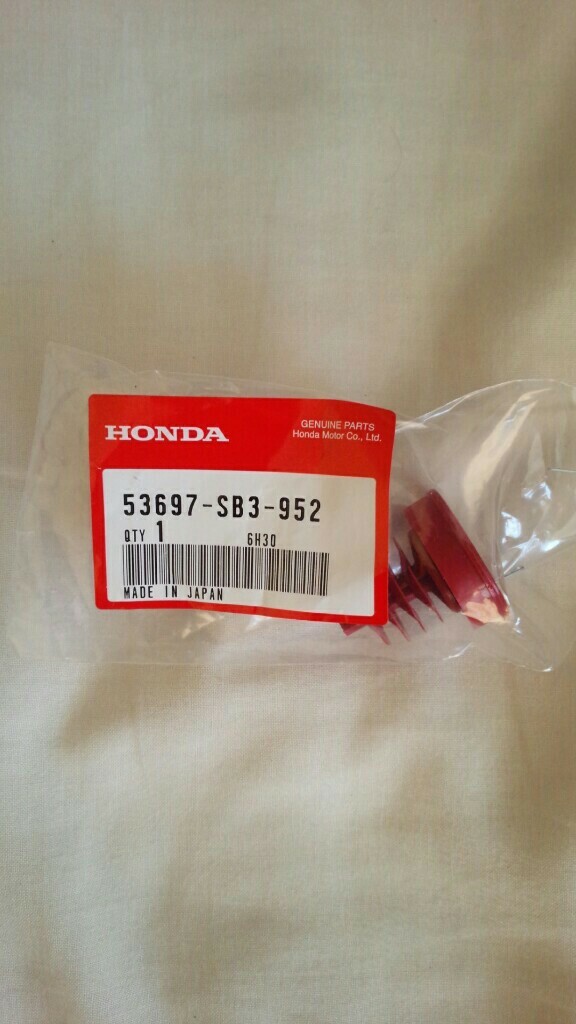 HONDA
GENUINE PARTS
Honda Motor Co., Ltd.
53697-SB3-952
QTY 1 6H30
MADE IN JAPAN